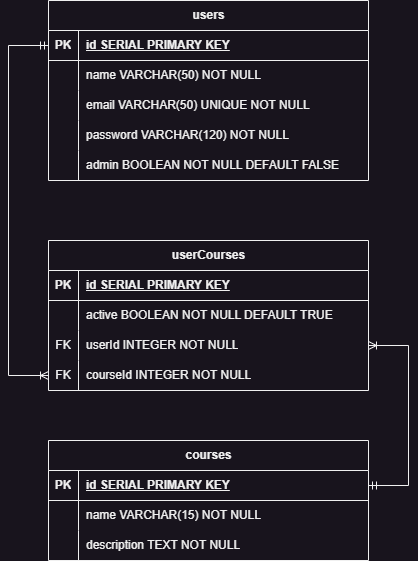 users
PK id SERIAL PRIMARY KEY
name VARCHAR(50) NOT NULL
email VARCHAR(50) UNIQUE NOT NULL
password VARCHAR(120) NOT NULL
admin BOOLEAN NOT NULL DEFAULT FALSE
userCourses
PK id SERIAL PRIMARY KEY
active BOOLEAN NOT NULL DEFAULT TRUE
FK userId INTEGER NOT NULL
FK courseId INTEGER NOT NULL
courses
PK id SERIAL PRIMARY KEY
name VARCHAR(15) NOT NULL
description TEXT NOT NULL